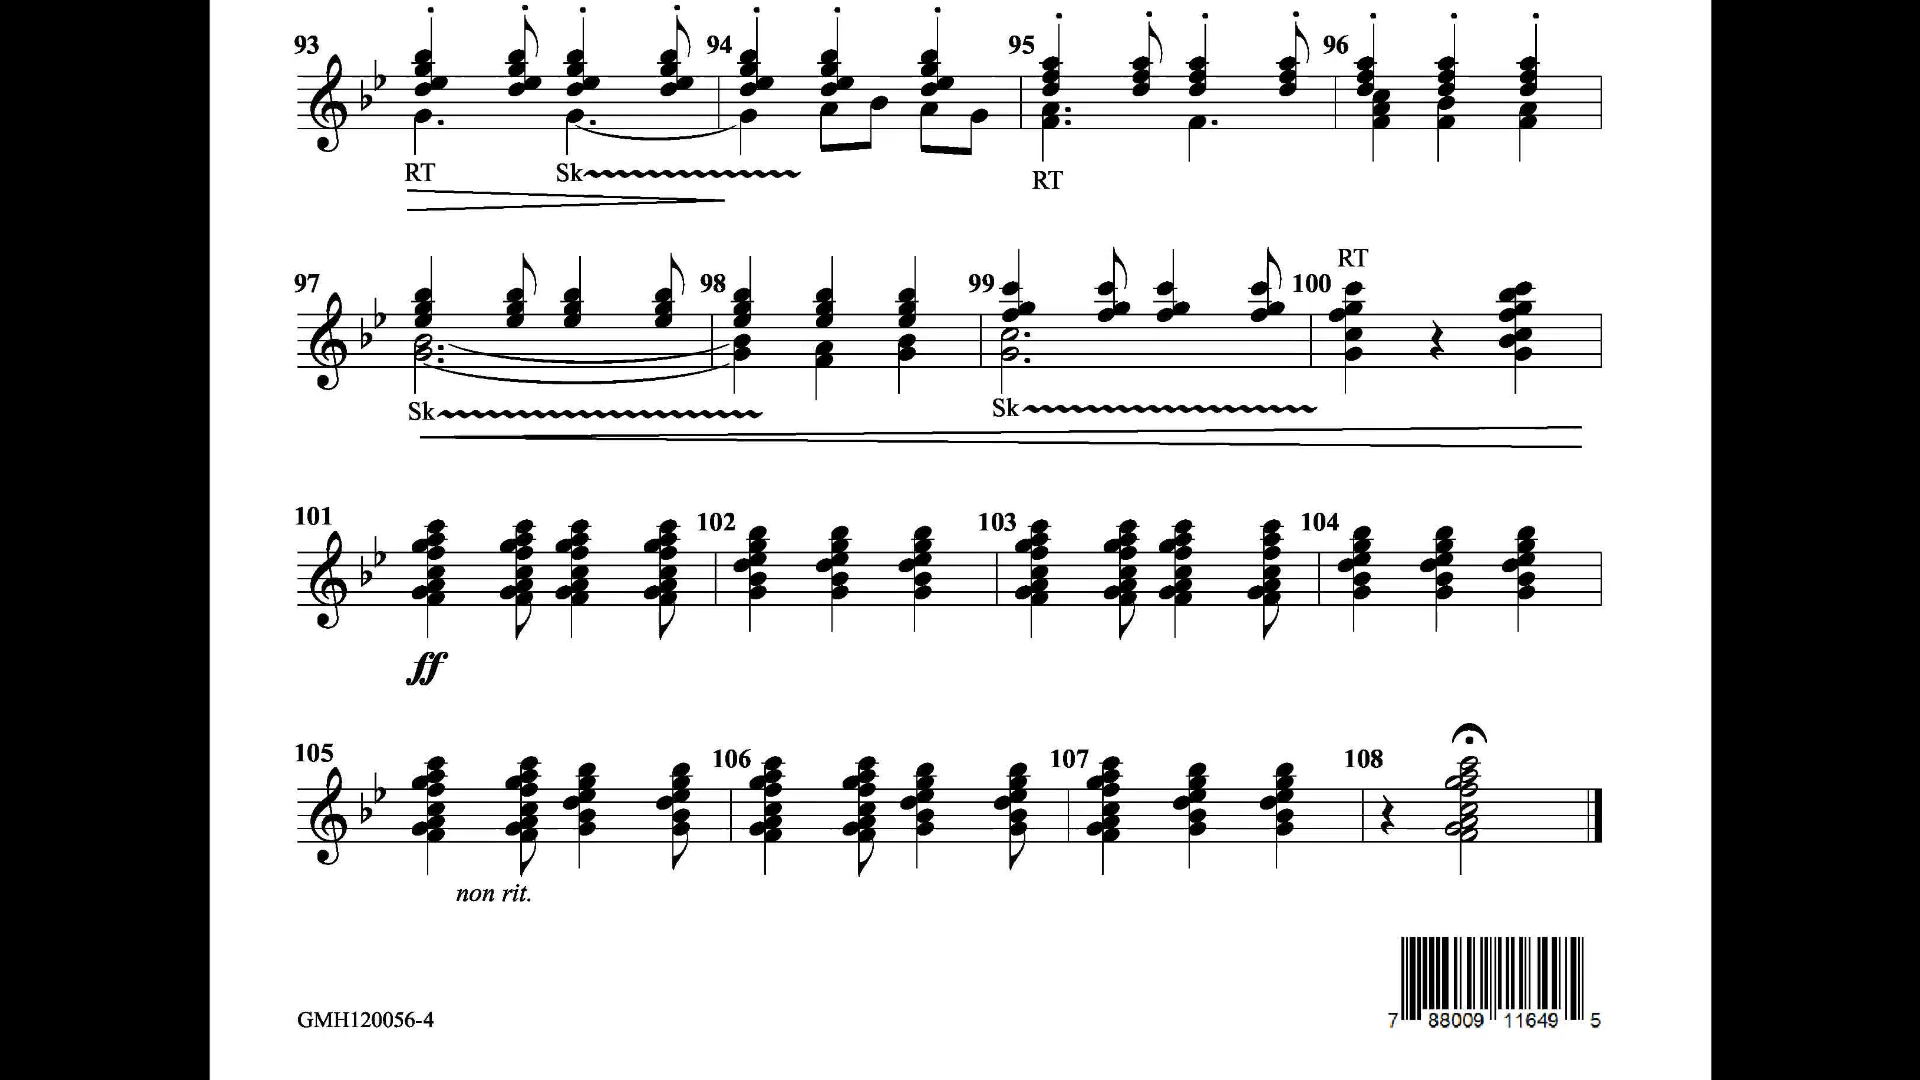 93 94 95 96
RT Sk RT
97 98 99 RT 100
Sk Sk
101 102 103 104
ff
105 106 107 108
non rit.
GMH120056-4
7 88009 11649 5